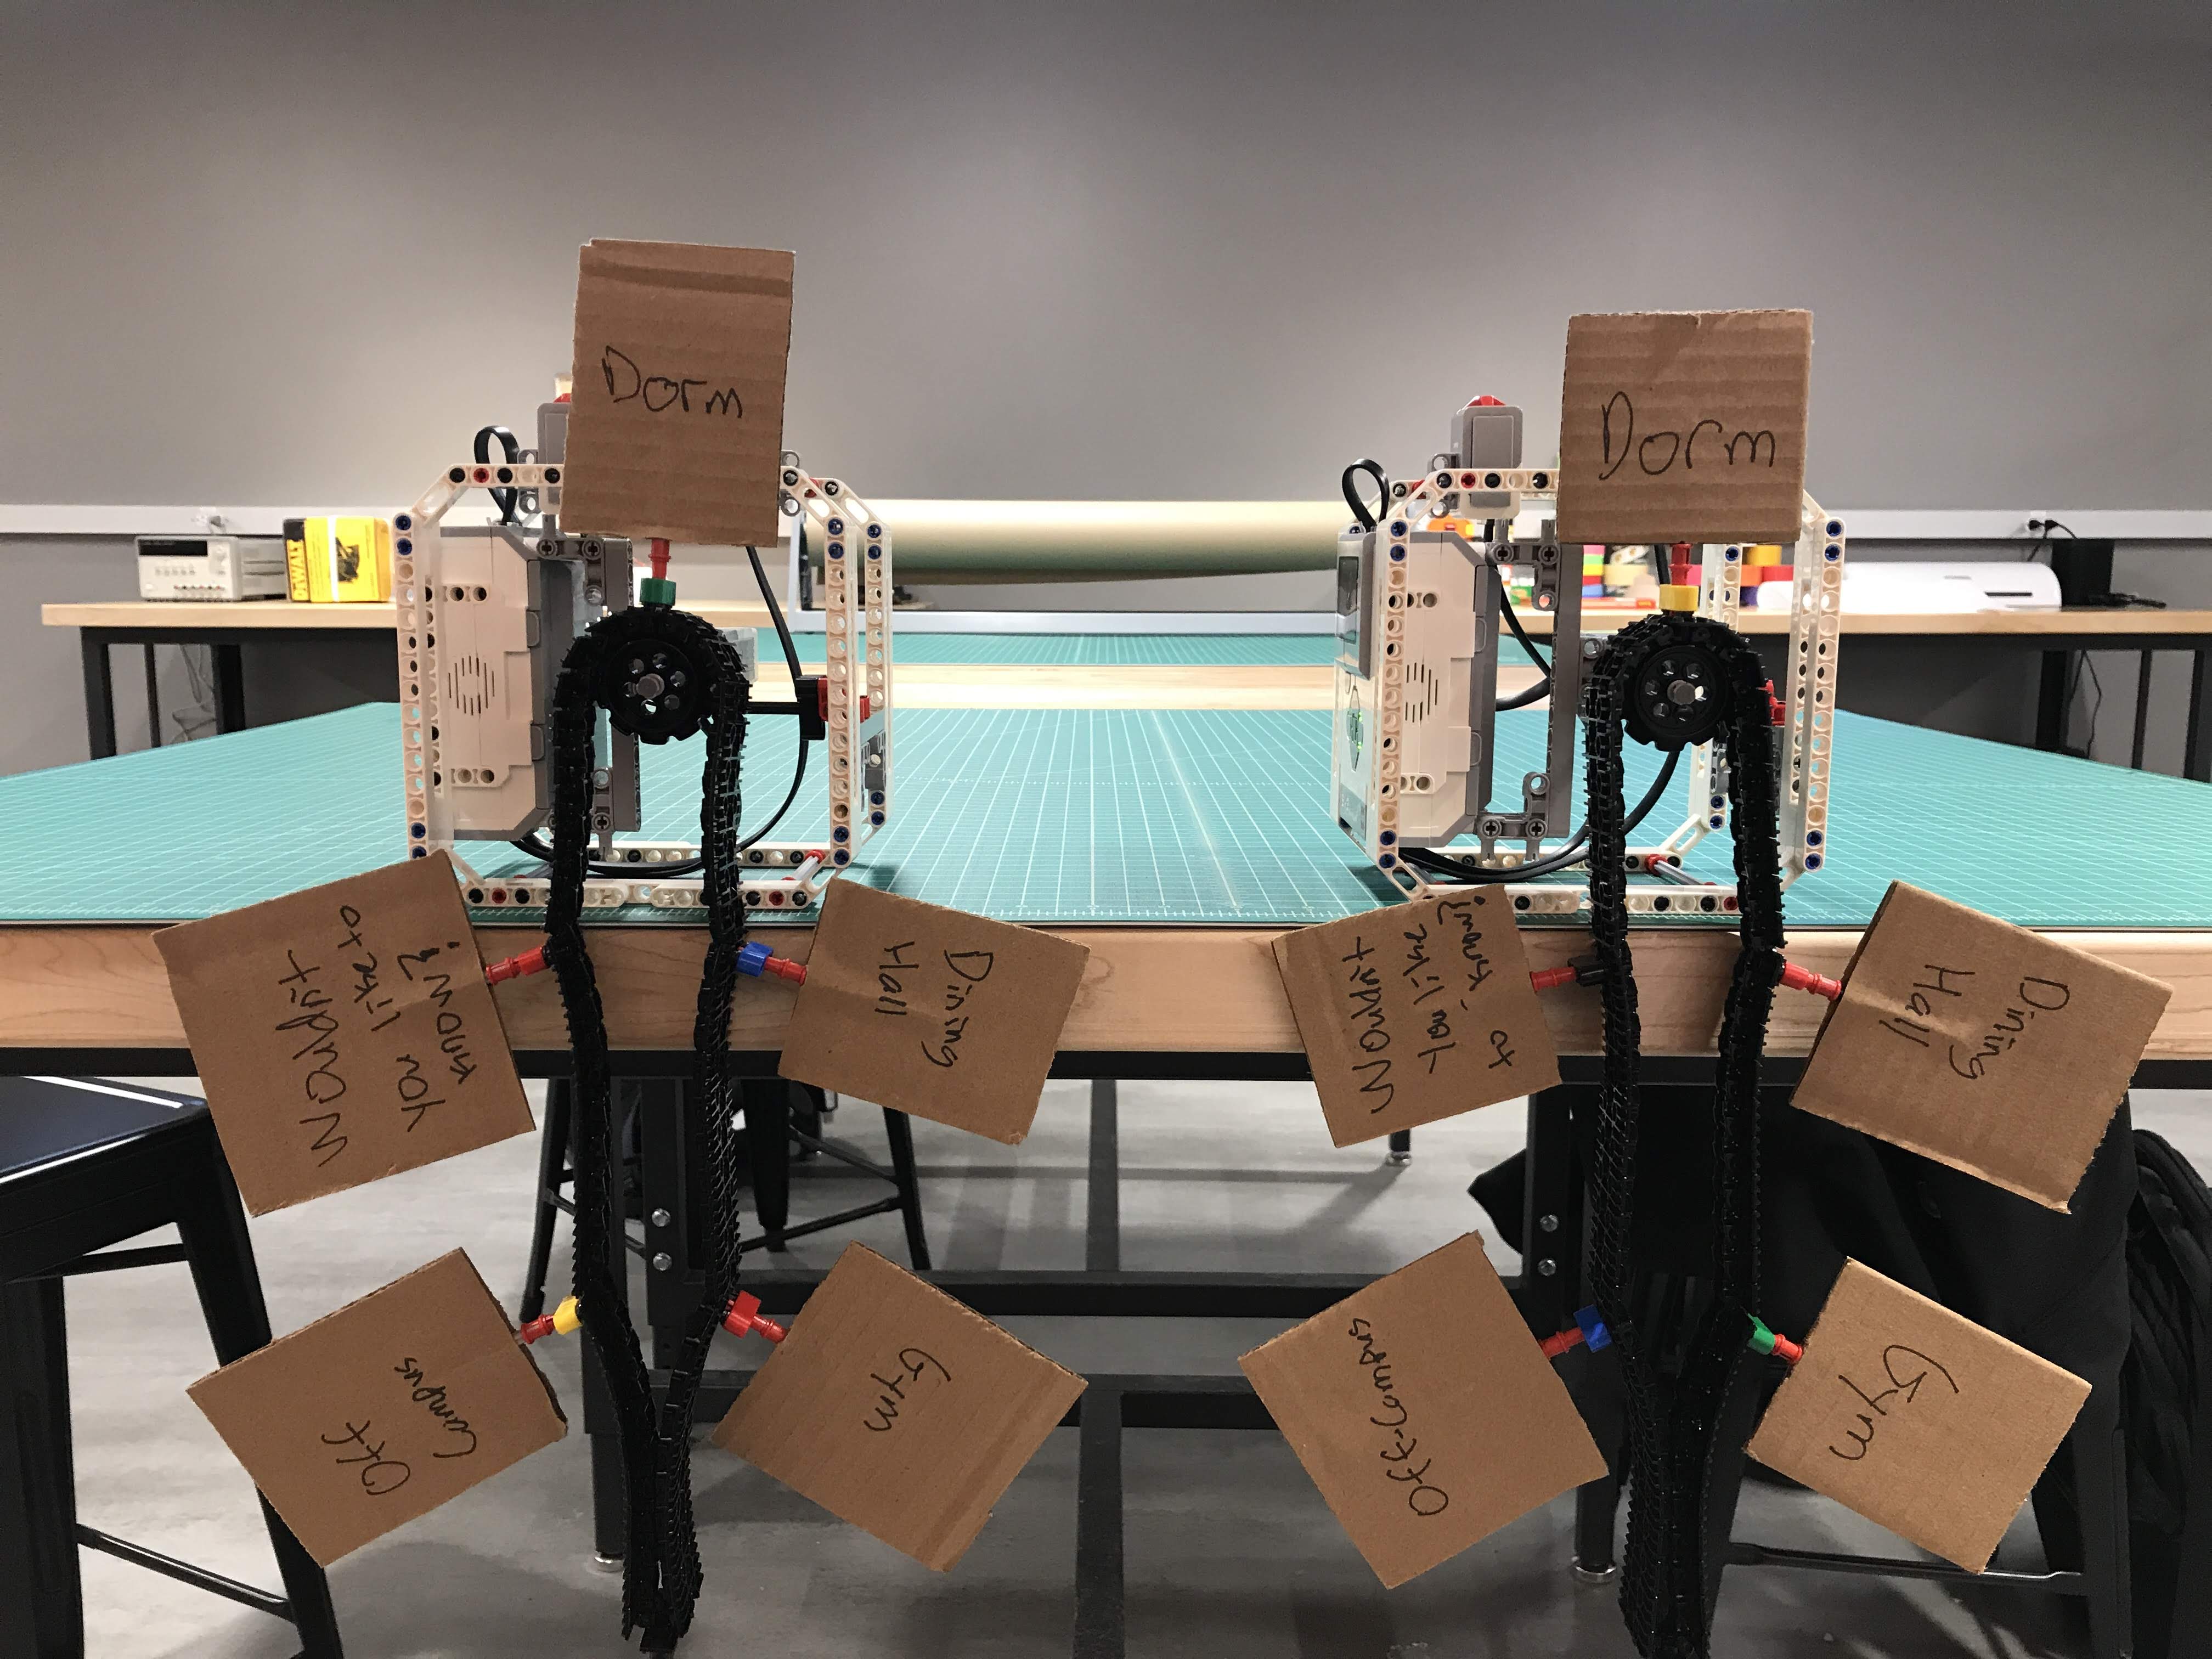 Dorm
Dorm
DEWALT
Wouldn't
you like to
know?
Dining
Hall
Wouldn't
You like
to know?
Dining
Hall
Off
Campus
Gym
Off-Campus
Gym